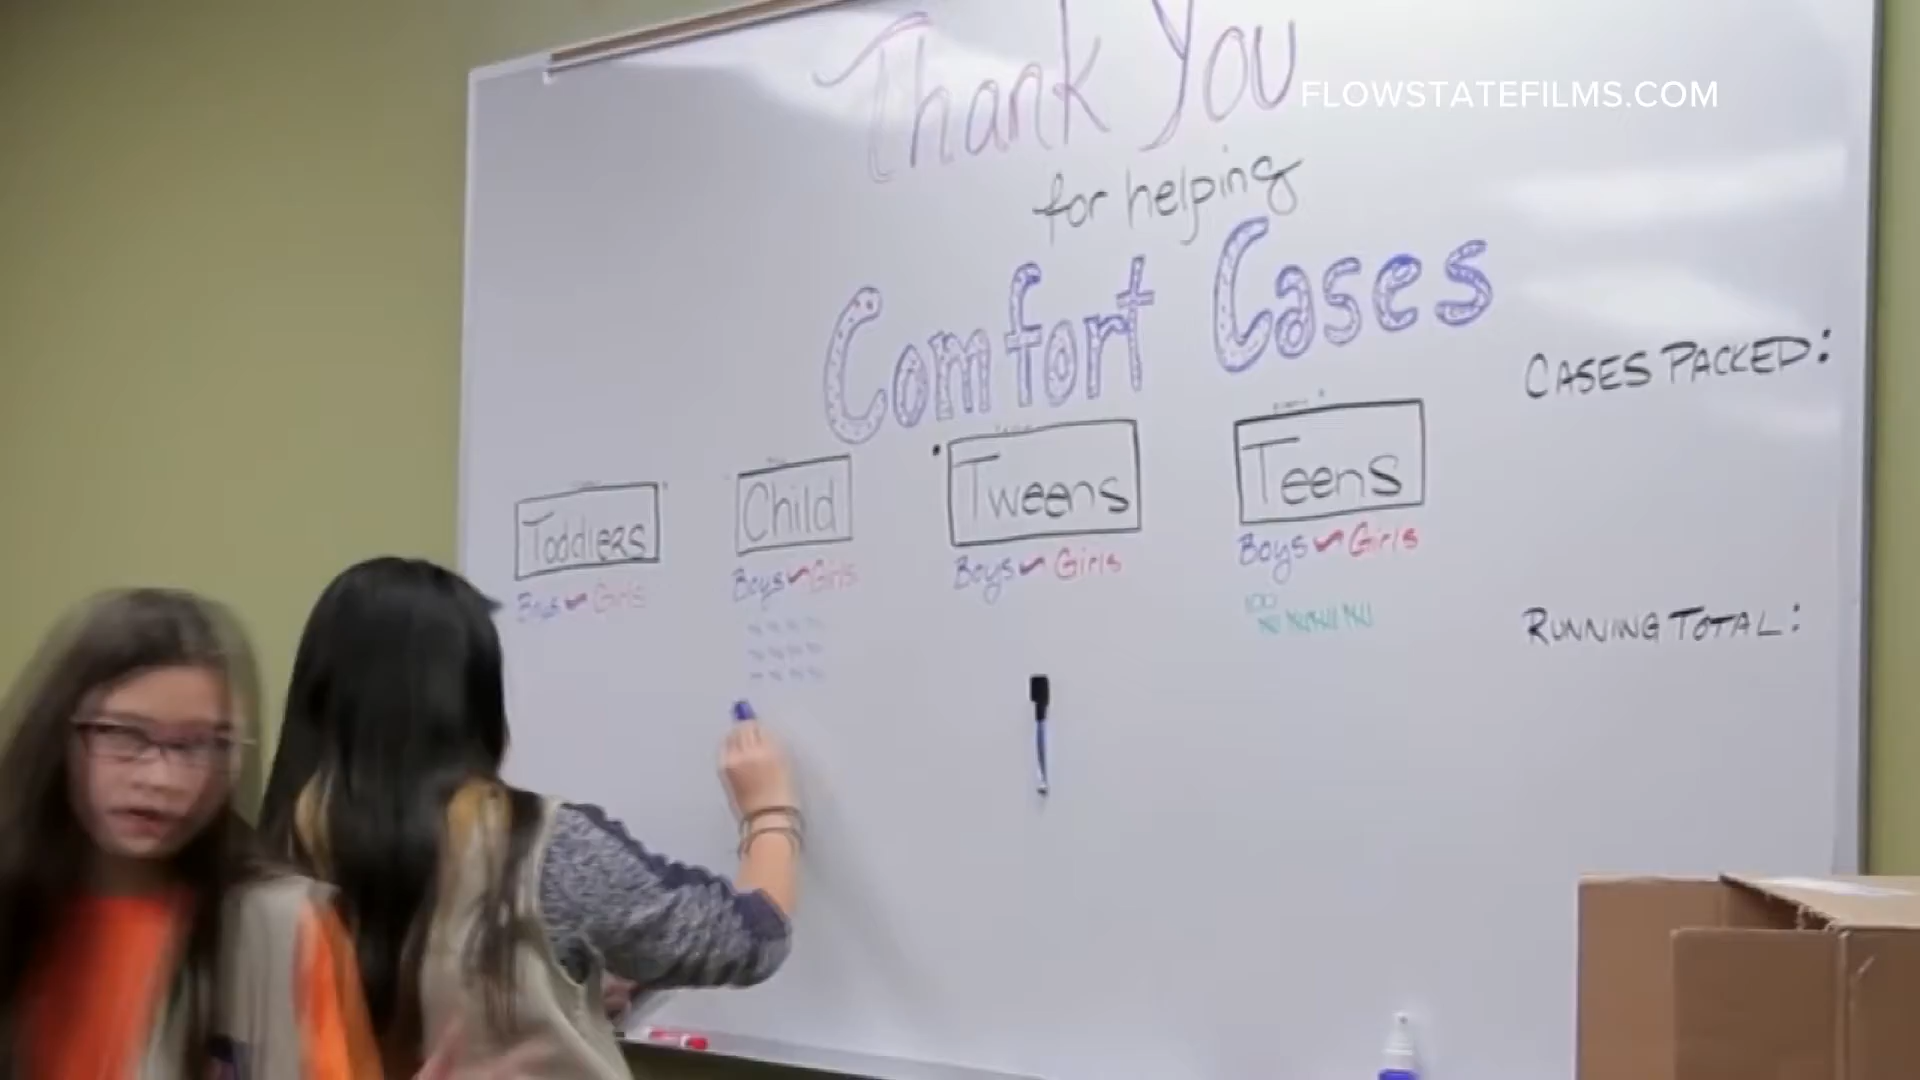 Thank You
FLOWSTATEFILMS.COM
for helping
Comfort Cases
CASES PACKED:
Toddlers
Child
Tweens
Teens
Boys Girls
Boys Girls
Boys Girls
Boys Girls
100
RUNNING TOTAL: